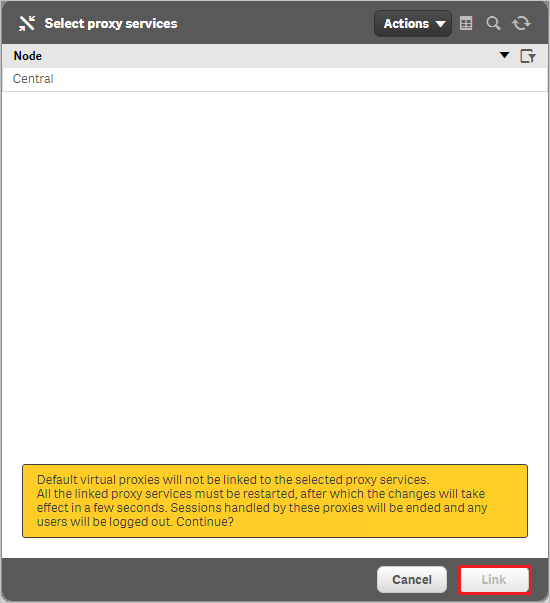 Select proxy services
Actions
Node
Central
Default virtual proxies will not be linked to the selected proxy services.
All the linked proxy services must be restarted, after which the changes will take
effect in a few seconds. Sessions handled by these proxies will be ended and any
users will be logged out. Continue?
Cancel
Link